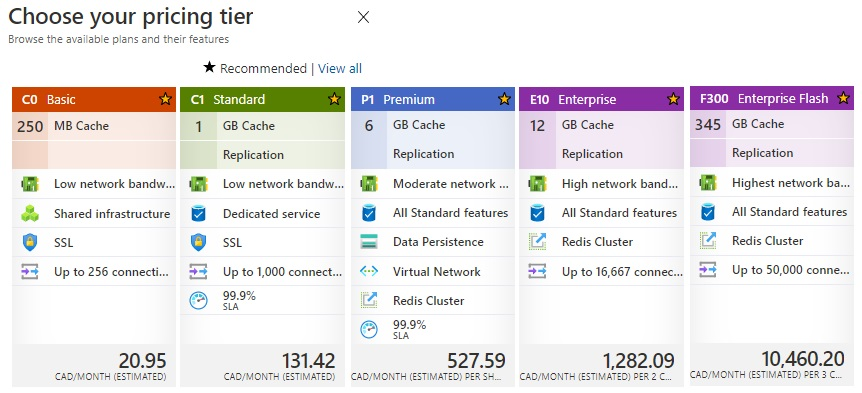 Choose your pricing tier
Browse the available plans and their features
★ Recommended | View all
C0 Basic
250 MB Cache
Low network bandw...
Shared infrastructure
SSL
Up to 256 connecti...
20.95
CAD/MONTH (ESTIMATED)
C1 Standard
1 GB Cache
Replication
Low network bandw...
Dedicated service
SSL
Up to 1,000 connect...
99.9%
SLA
131.42
CAD/MONTH (ESTIMATED)
P1 Premium
6 GB Cache
Replication
Moderate network ...
All Standard features
Data Persistence
Virtual Network
Redis Cluster
99.9%
SLA
527.59
CAD/MONTH (ESTIMATED) PER SH...
E10 Enterprise
12 GB Cache
Replication
High network band...
All Standard features
Redis Cluster
Up to 16,667 connec...
1,282.09
CAD/MONTH (ESTIMATED) PER 2 C...
F300 Enterprise Flash
345 GB Cache
Replication
Highest network ba...
All Standard features
Redis Cluster
Up to 50,000 conne...
10,460.20
CAD/MONTH (ESTIMATED) PER 3 C...